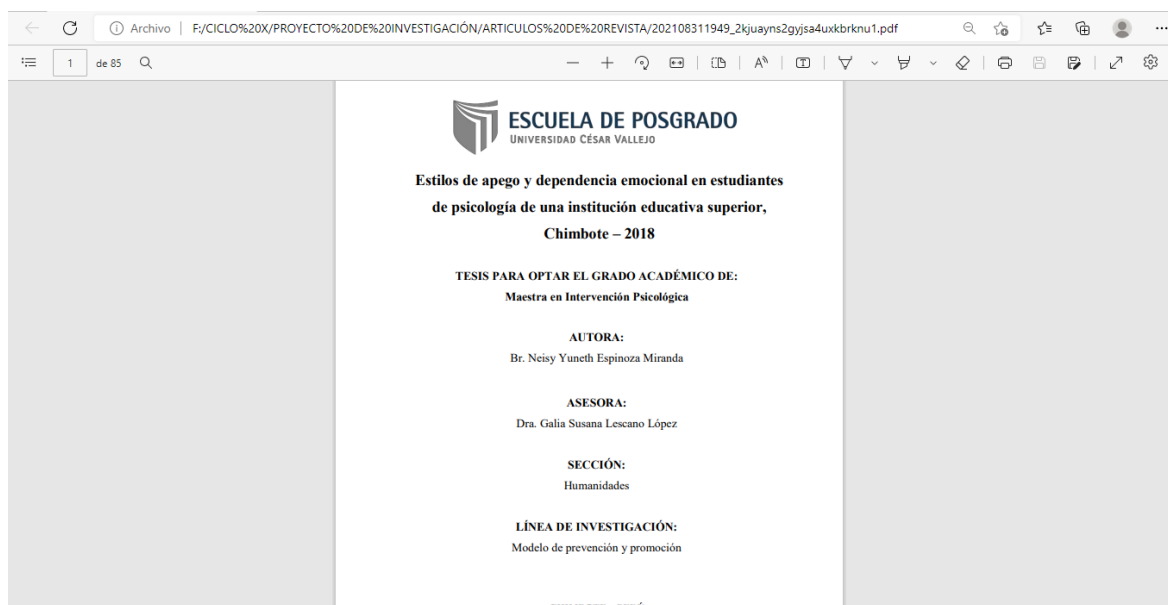 Archivo | F:/CICLO%20X/PROYECTO%20DE%20INVESTIGACIÓN/ARTICULOS%20DE%20REVISTA/202108311949_2kjuayns2gyjsa4uxkbrknu1.pdf
1 de 85
ESCUELA DE POSGRADO
UNIVERSIDAD CÉSAR VALLEJO
Estilos de apego y dependencia emocional en estudiantes
de psicología de una institución educativa superior,
Chimbote – 2018
TESIS PARA OPTAR EL GRADO ACADÉMICO DE:
Maestra en Intervención Psicológica
AUTORA:
Br. Neisy Yuneth Espinoza Miranda
ASESORA:
Dra. Galia Susana Lescano López
SECCIÓN:
Humanidades
LÍNEA DE INVESTIGACIÓN:
Modelo de prevención y promoción